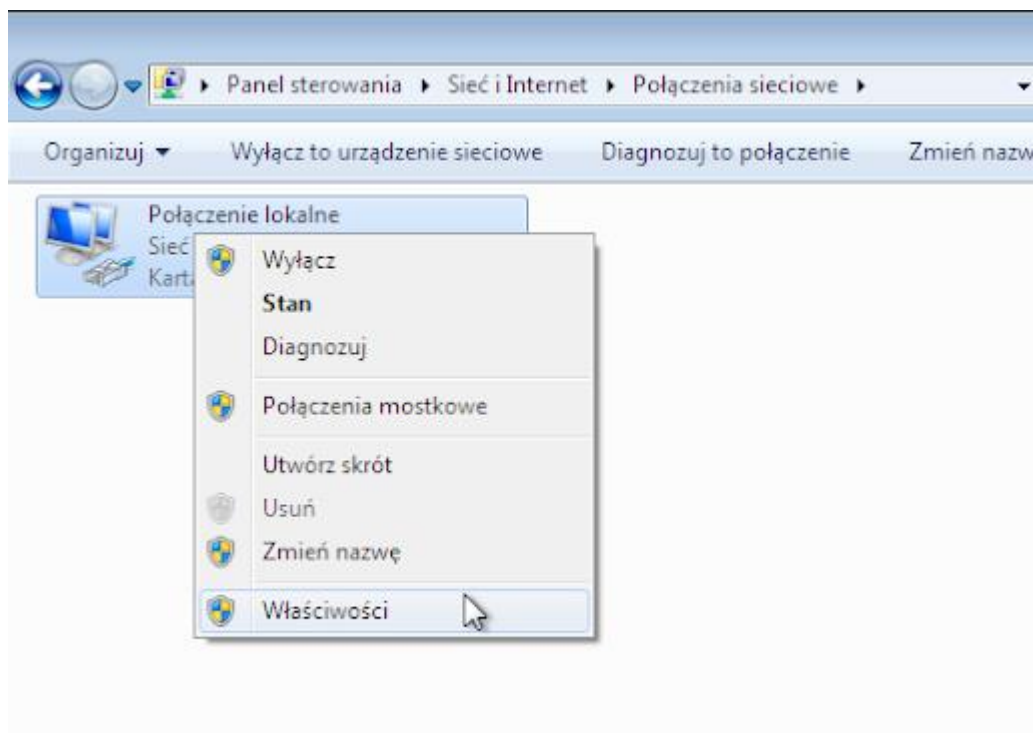 Panel sterowania Sieć i Internet Połączenia sieciowe
Organizuj Wyłącz to urządzenie sieciowe Diagnozuj to połączenie Zmień
Połączenie lokalne
Sieć
Wyłącz
Stan
Diagnozuj
Połączenia mostkowe
Utwórz skrót
Usuń
Zmień nazwę
Właściwości